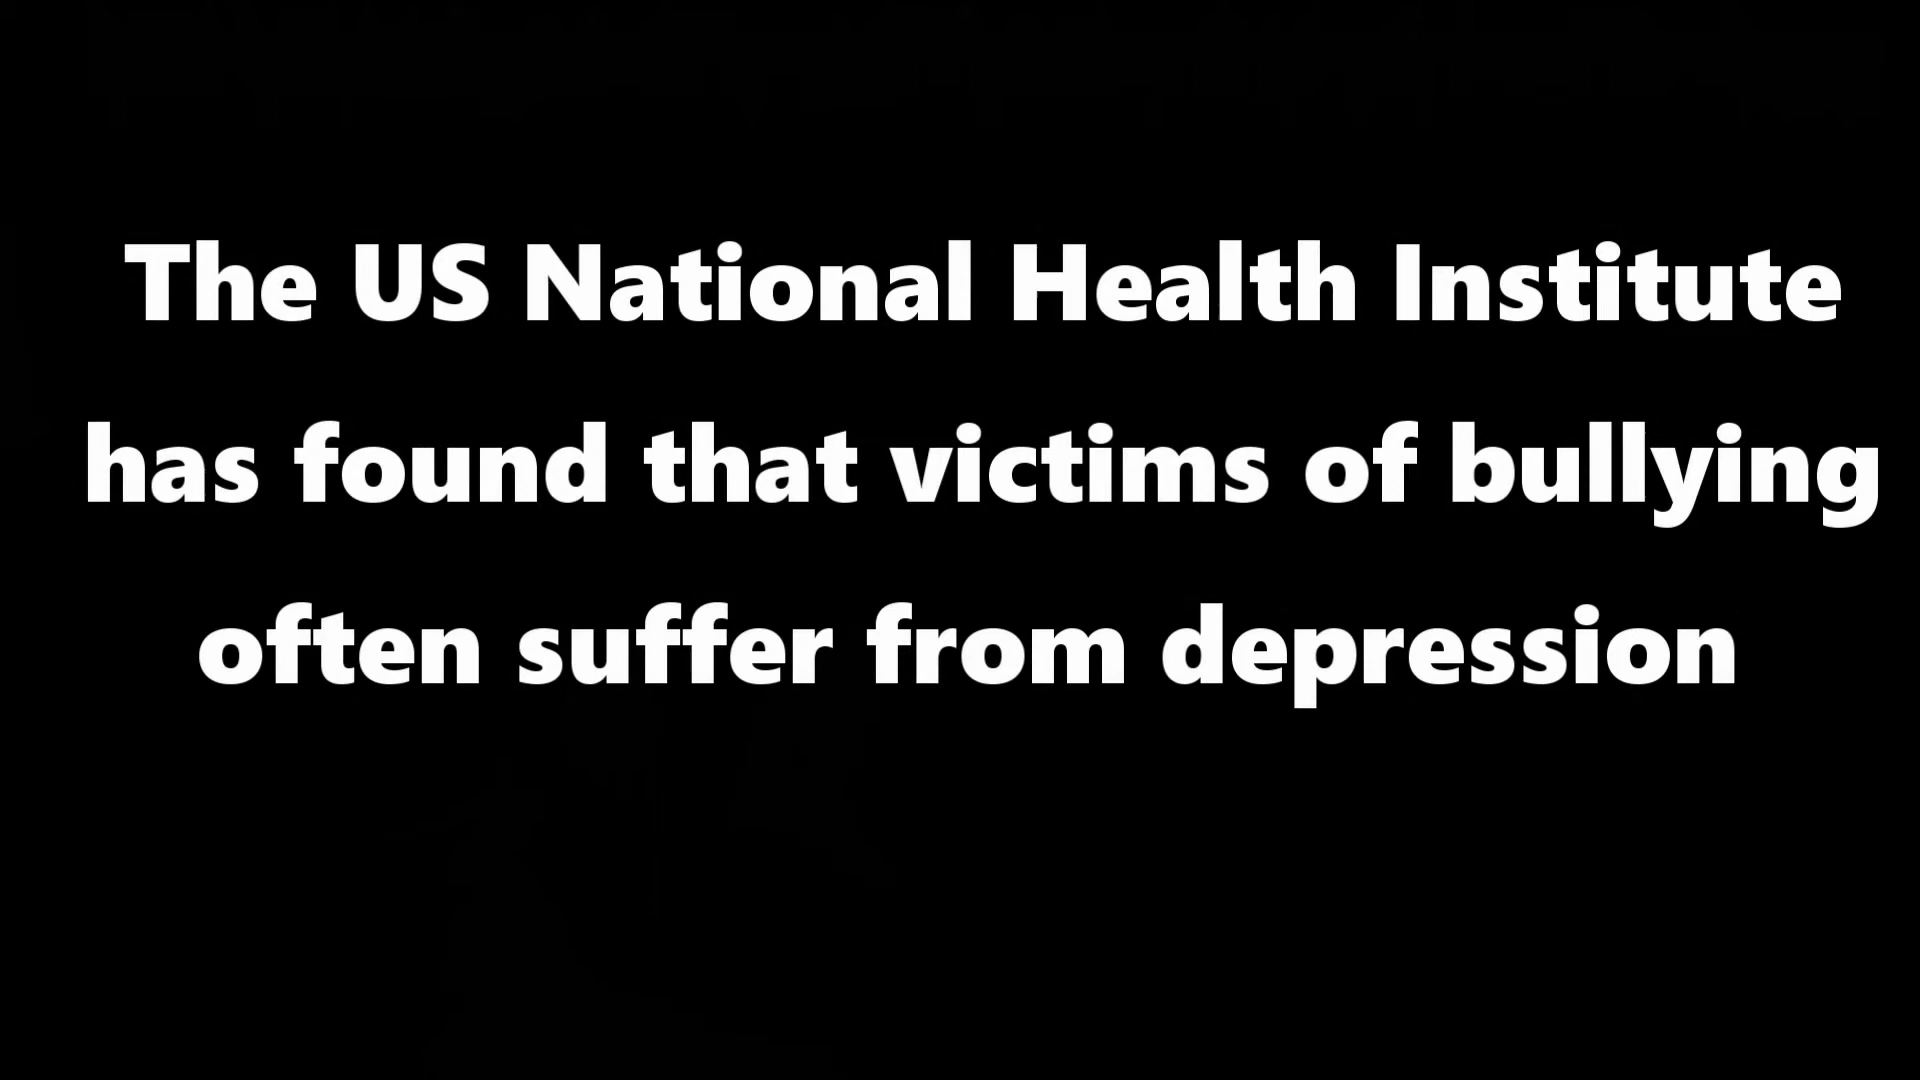 The US National Health Institute
has found that victims of bullying
often suffer from depression